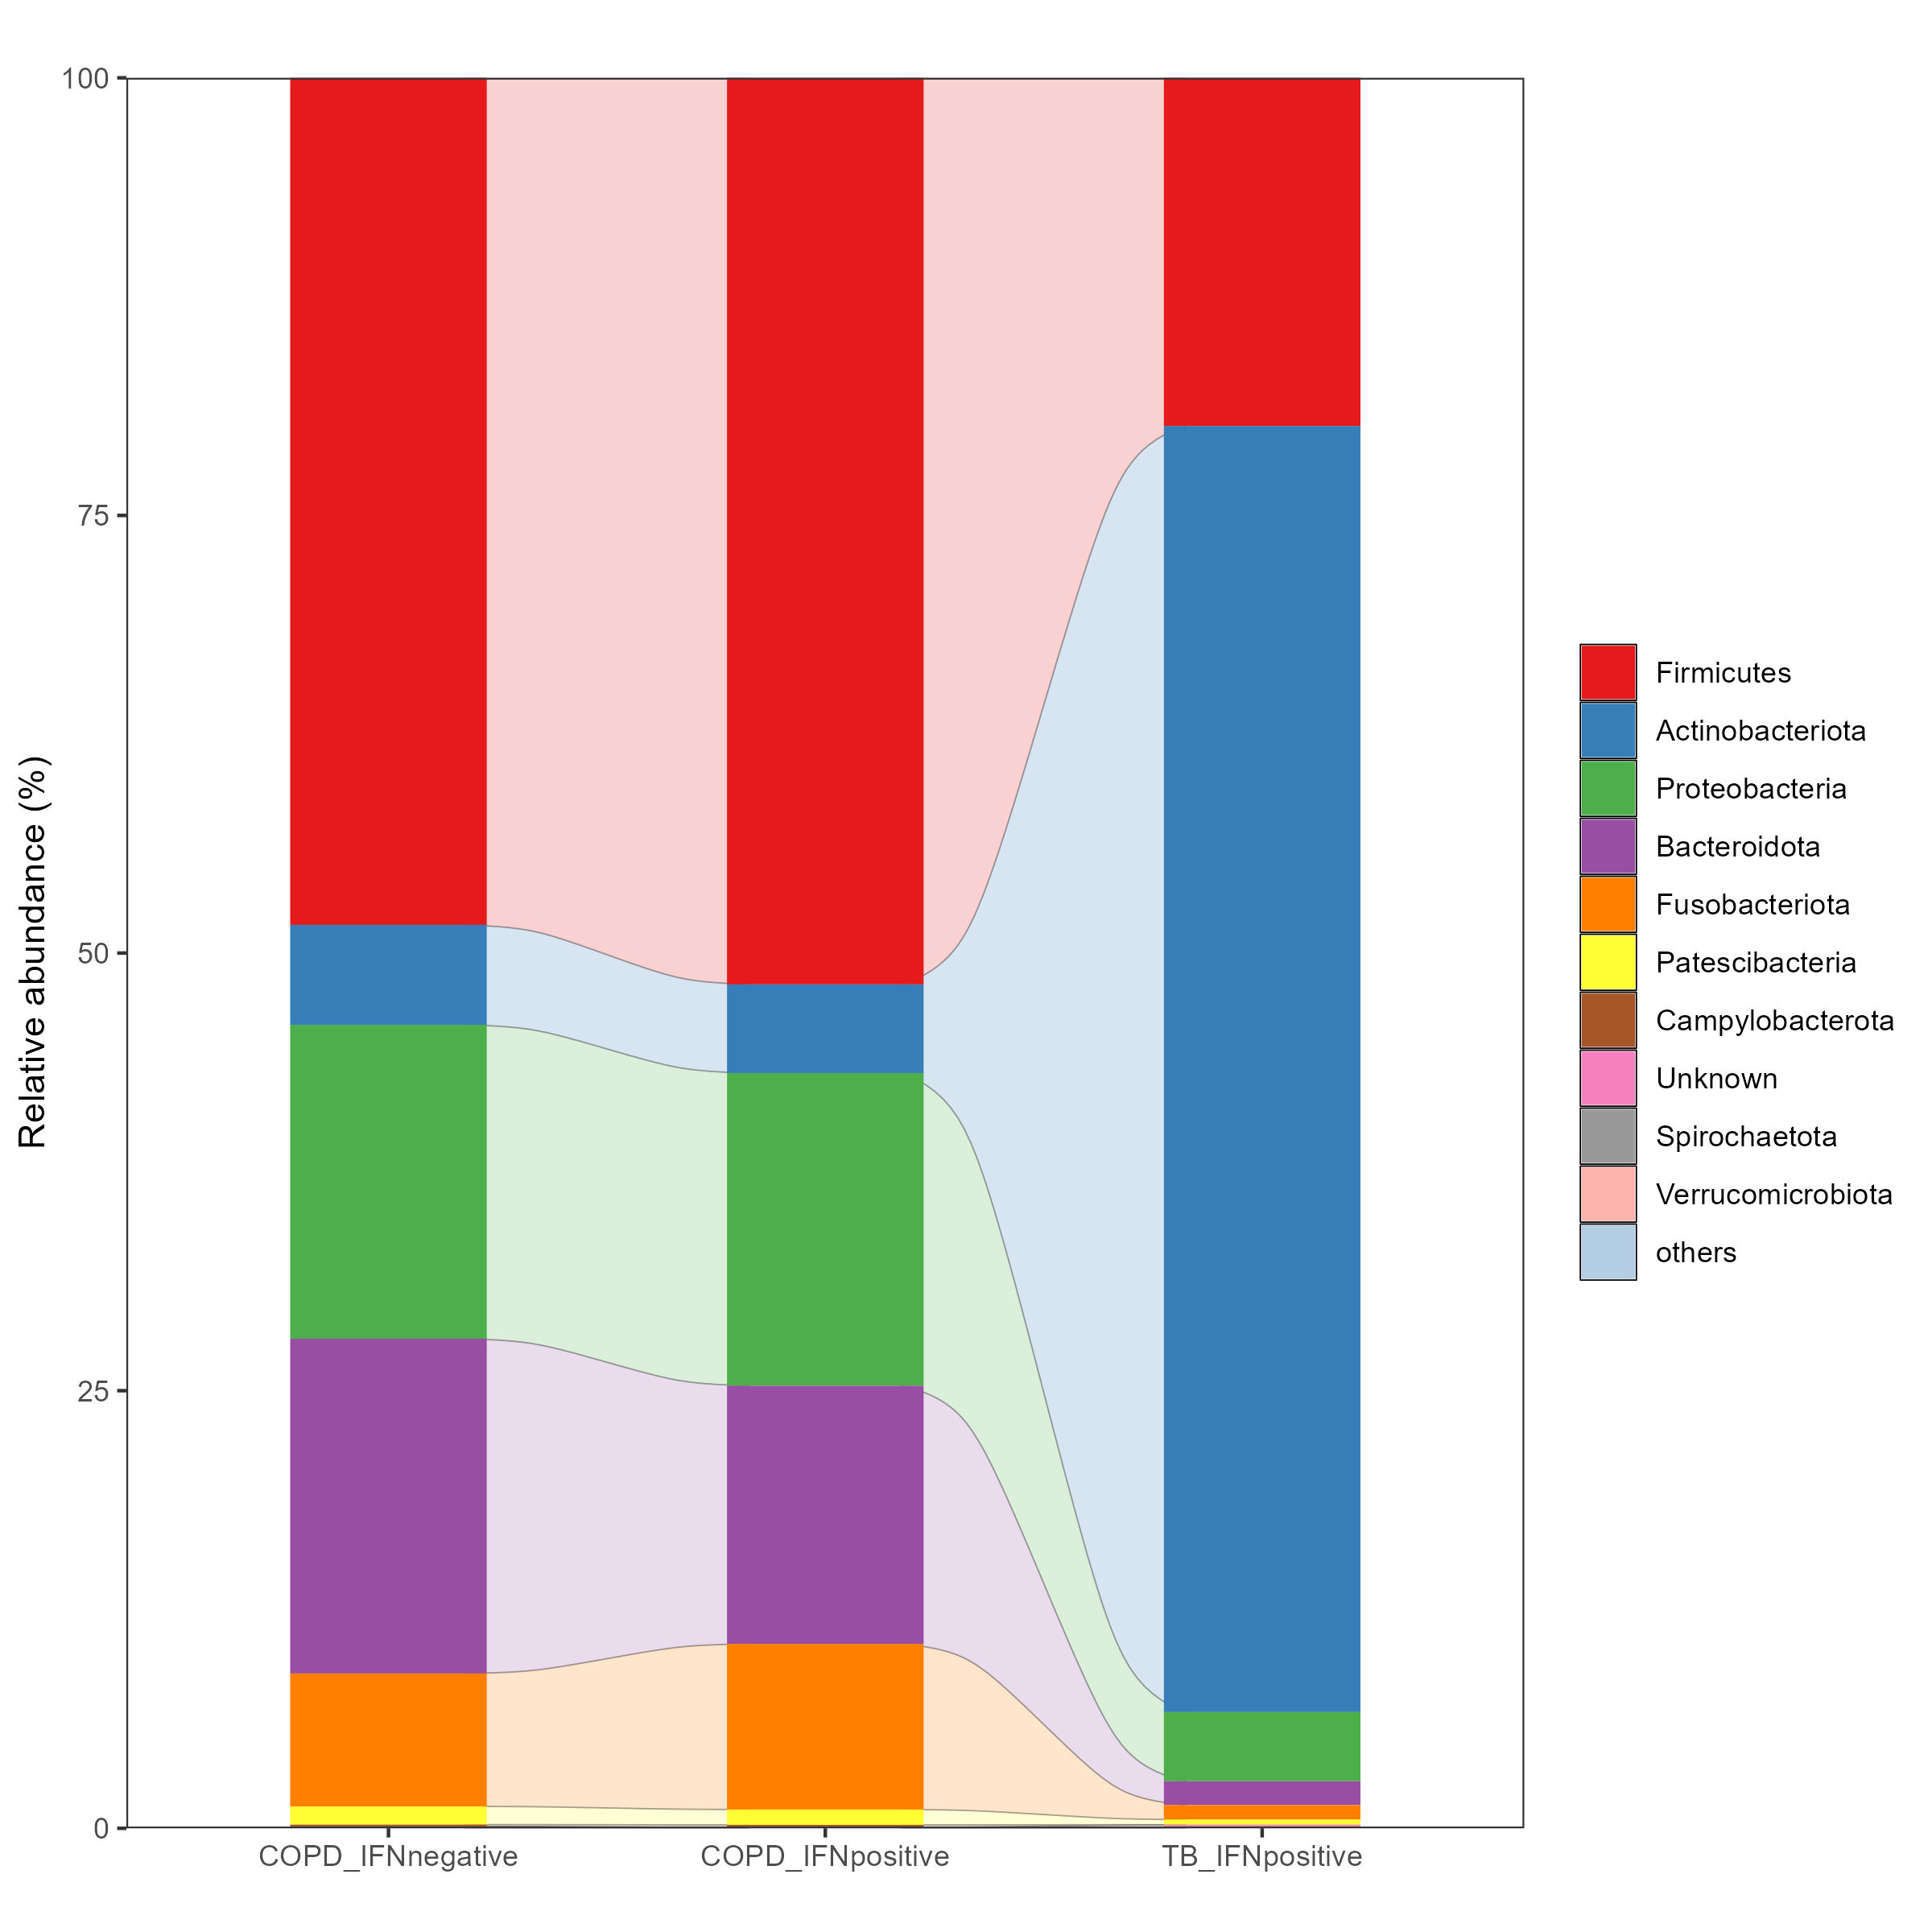 Relative abundance (%)
100
75
50
25
0
COPD_IFNnegative
COPD_IFNpositive
TB_IFNpositive
Firmicutes
Actinobacteriota
Proteobacteria
Bacteroidota
Fusobacteriota
Patescibacteria
Campylobacterota
Unknown
Spirochaetota
Verrucomicrobiota
others